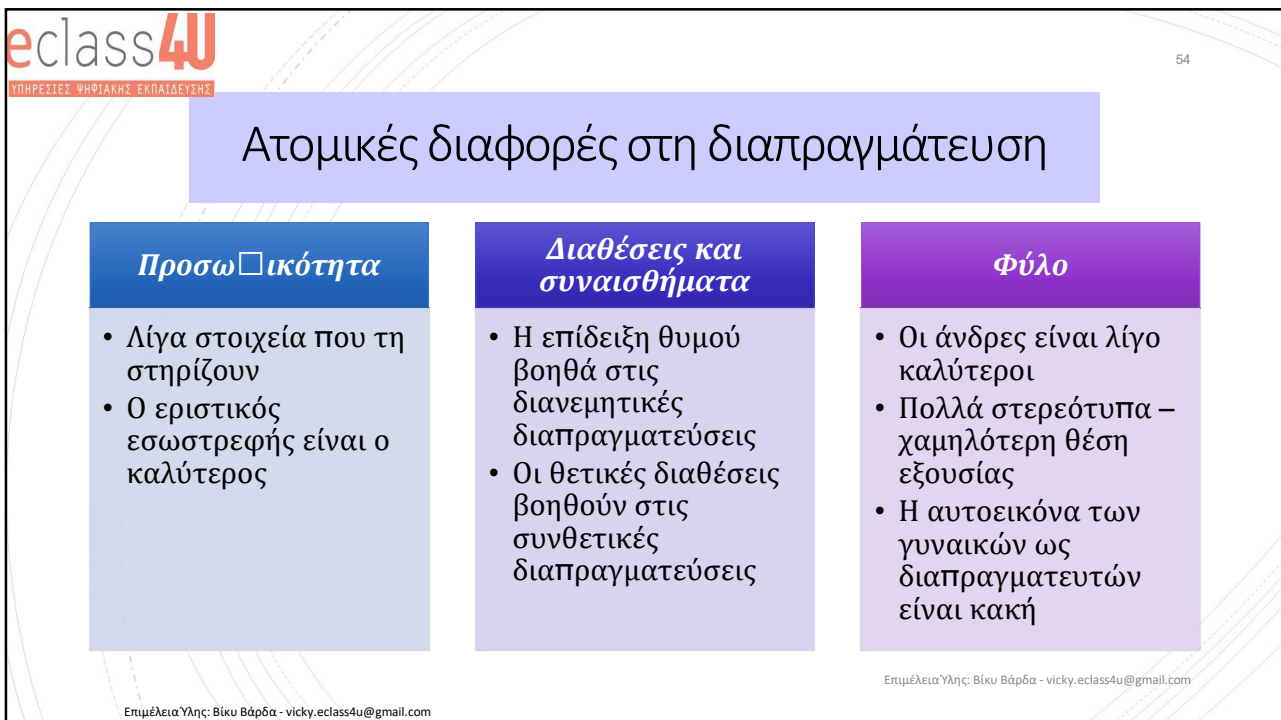 eclass4U
ΥΠΗΡΕΣΙΕΣ ΨΗΦΙΑΚΗΣ ΕΚΠΑΙΔΕΥΣΗΣ
54
Ατομικές διαφορές στη διαπραγμάτευση
Προσω□ικότητα
• Λίγα στοιχεία που τη
στηρίζουν
• Ο εριστικός
εσωστρεφής είναι ο
καλύτερος
Διαθέσεις και
συναισθήματα
• Η επίδειξη θυμού
βοηθά στις
διανεμητικές
διαπραγματεύσεις
• Οι θετικές διαθέσεις
βοηθούν στις
συνθετικές
διαπραγματεύσεις
Φύλο
• Οι άνδρες είναι λίγο
καλύτεροι
• Πολλά στερεότυπα –
χαμηλότερη θέση
εξουσίας
• Η αυτοεικόνα των
γυναικών ως
διαπραγματευτών
είναι κακή
Επιμέλεια Ύλης: Βίκυ Βάρδα - vicky.eclass4u@gmail.com
Επιμέλεια Ύλης: Βίκυ Βάρδα - vicky.eclass4u@gmail.com